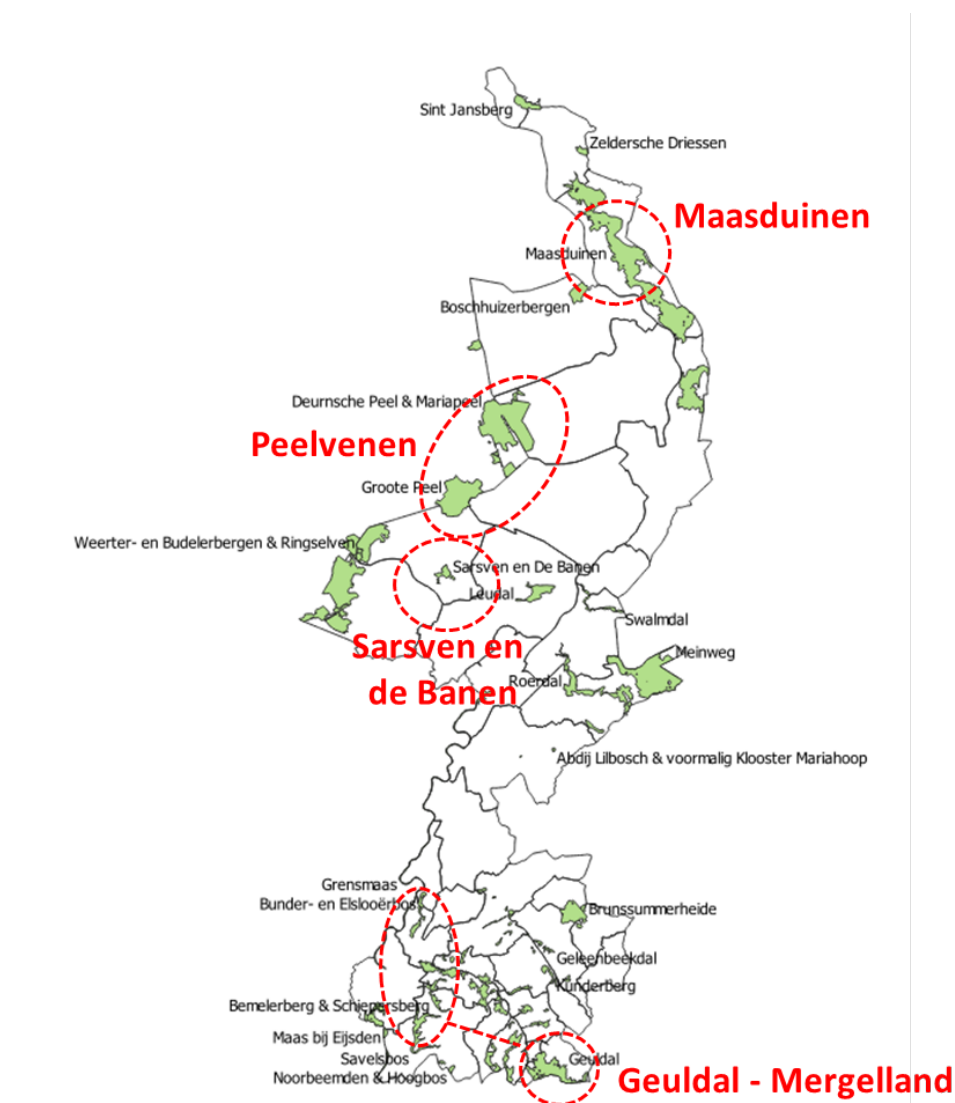 Sint Jansberg
Zeldersche Driessen
Maasduinen
Maasduinen
Boschhuizerbergen
Deurnsche Peel & Mariapeel
Peelvenen
Groote Peel
Weerter- en Budelerbergen & Ringselven
Sarsven en De Banen
Leudal
Swalmdal
Sarsven en
de Banen
Meinweg
Roerdal
Abdij Lilbosch & voormalig Klooster Mariahoop
Grensmaas
Bunder- en Elslooërbos
Brunssummerheide
Geleenbeekdal
Kunderberg
Bemelerberg & Schiepersberg
Maas bij Eijsden
Savelsbos
Geuldal
Noorbeemden & Hoogbos
Geuldal - Mergelland